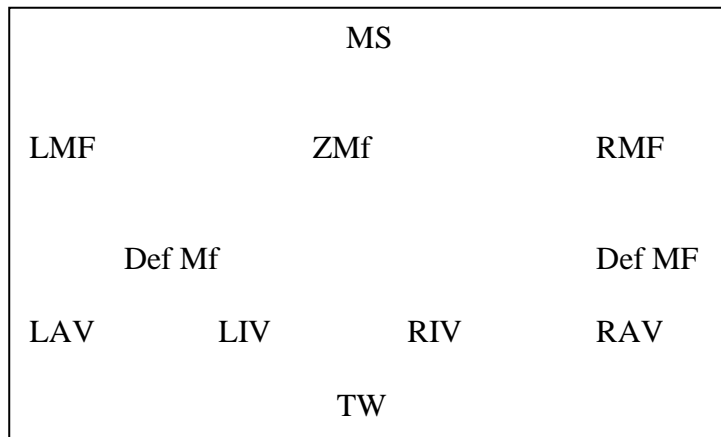 MS
LMF ZMf RMF
Def Mf Def MF
LAV LIV RIV RAV
TW